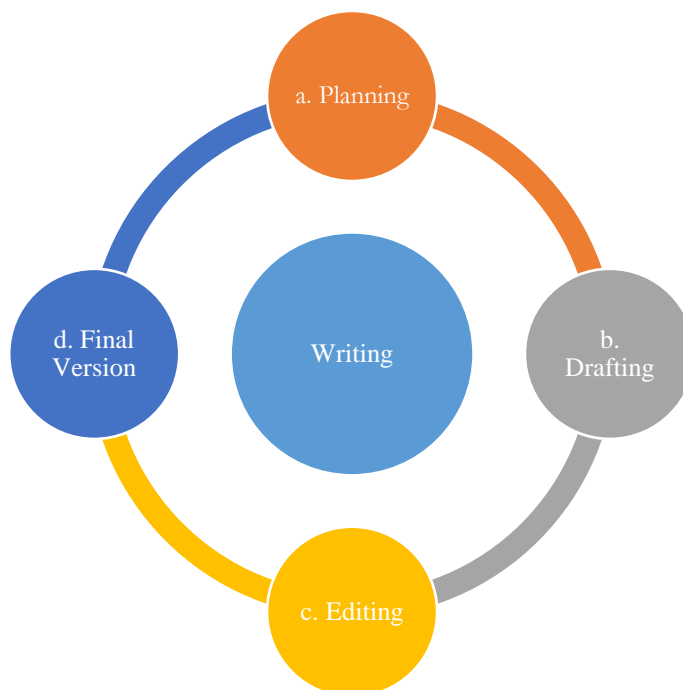 a. Planning
b.
Drafting
c. Editing
d. Final
Version
Writing